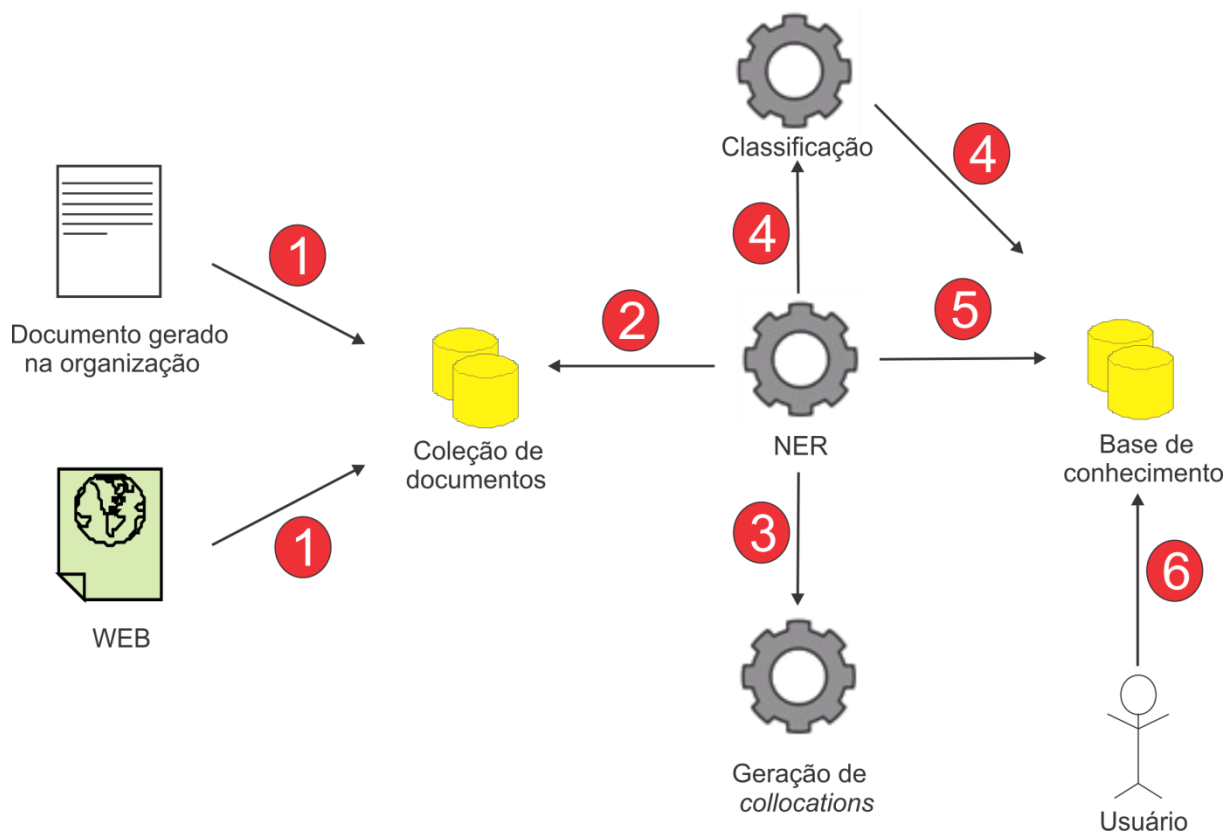 Classificação
4
4
1
Documento gerado
na organização
2
5
Coleção de
documentos
NER
Base de
conhecimento
1
3
6
WEB
Geração de
collocations
Usuário